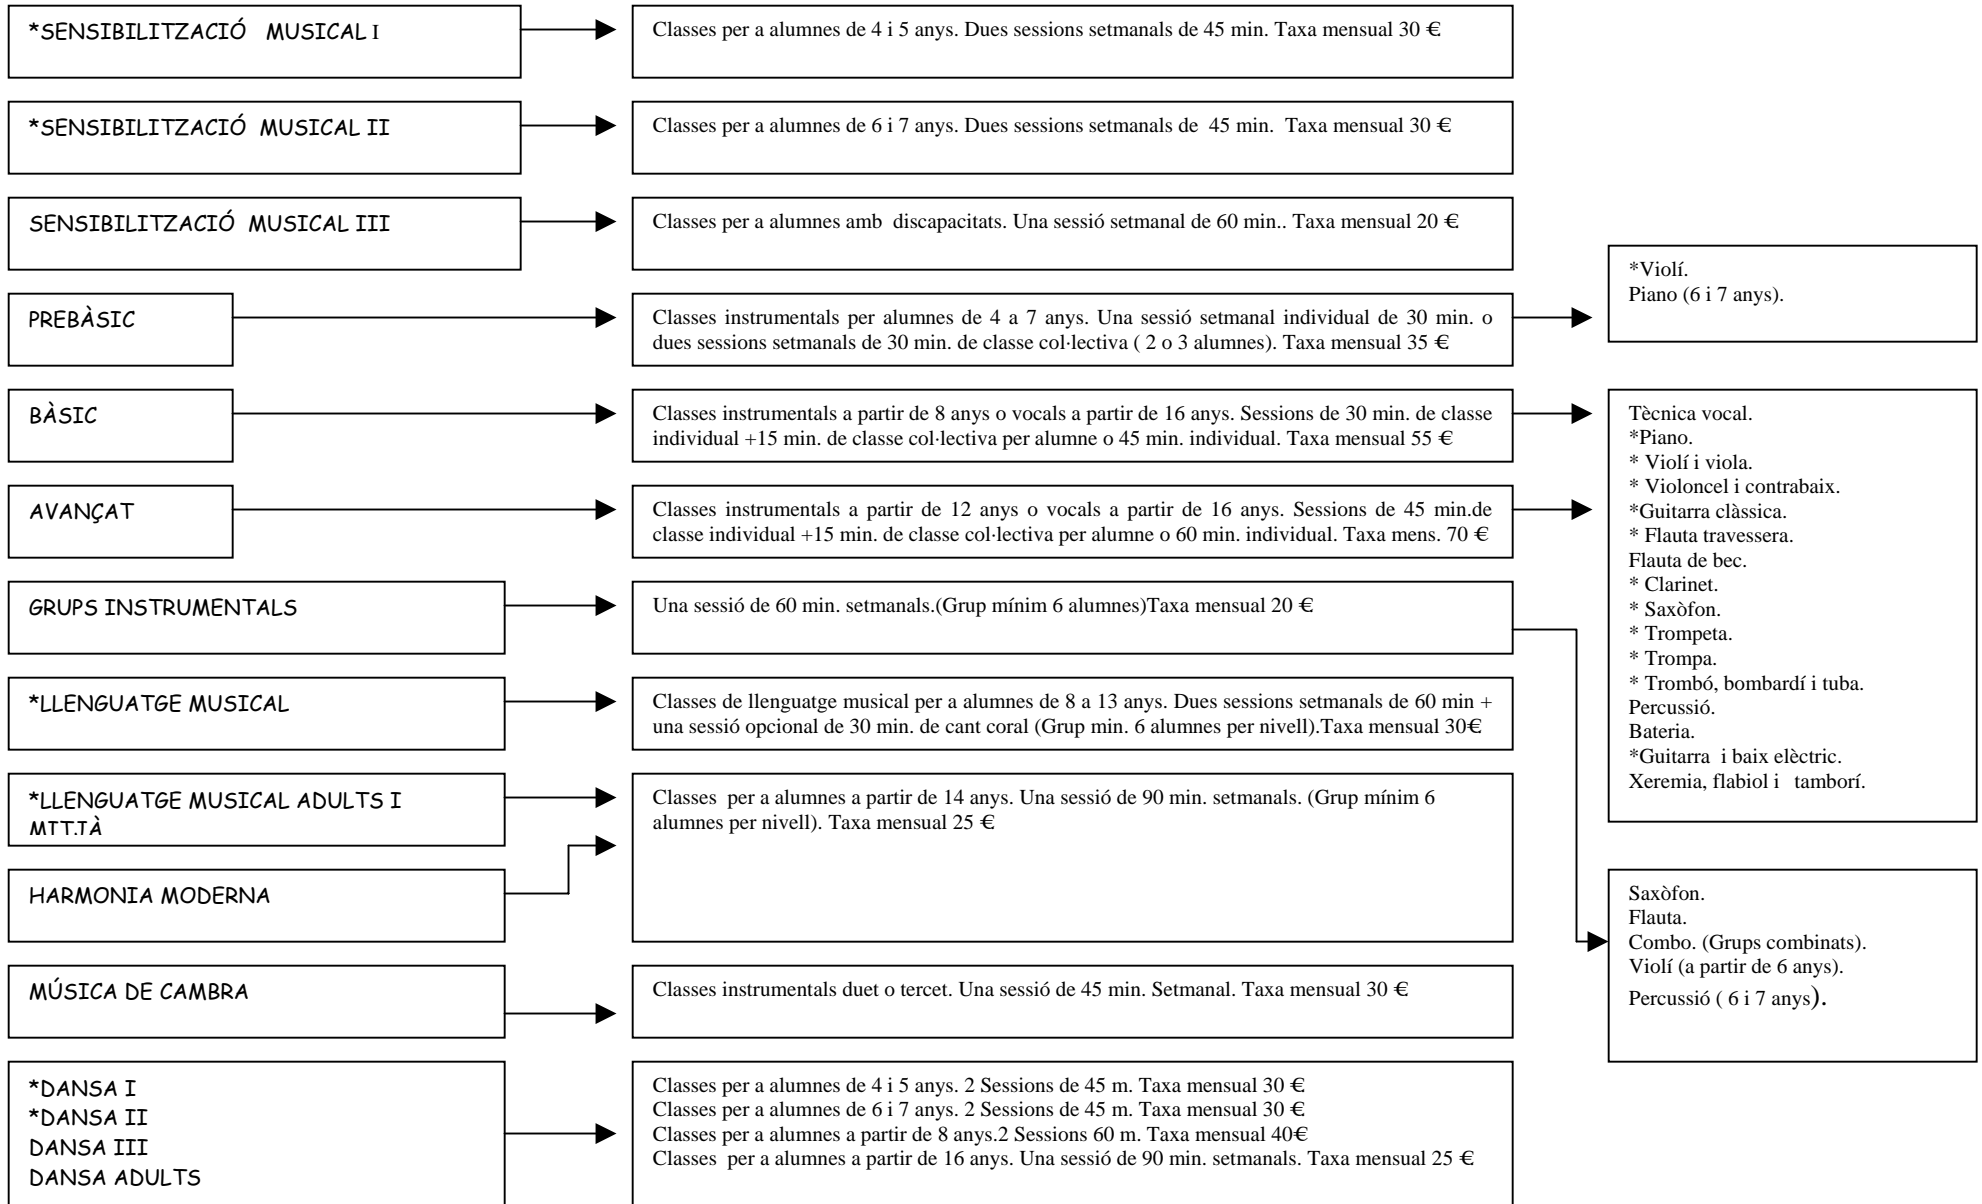 *SENSIBILITZACIÓ MUSICAL I
Classes per a alumnes de 4 i 5 anys. Dues sessions setmanals de 45 min. Taxa mensual 30 €
*SENSIBILITZACIÓ MUSICAL II
Classes per a alumnes de 6 i 7 anys. Dues sessions setmanals de 45 min. Taxa mensual 30 €
SENSIBILITZACIÓ MUSICAL III
Classes per a alumnes amb discapacitats. Una sessió setmanal de 60 min.. Taxa mensual 20 €
PREBÀSIC
Classes instrumentals per alumnes de 4 a 7 anys. Una sessió setmanal individual de 30 min. o
dues sessions setmanals de 30 min. de classe col·lectiva ( 2 o 3 alumnes). Taxa mensual 35 €
*Violí.
Piano (6 i 7 anys).
BÀSIC
Classes instrumentals a partir de 8 anys o vocals a partir de 16 anys. Sessions de 30 min. de classe
individual +15 min. de classe col·lectiva per alumne o 45 min. individual. Taxa mensual 55 €
AVANÇAT
Classes instrumentals a partir de 12 anys o vocals a partir de 16 anys. Sessions de 45 min.de
classe individual +15 min. de classe col·lectiva per alumne o 60 min. individual. Taxa mens. 70 €
Tècnica vocal.
*Piano.
* Violí i viola.
* Violoncel i contrabaix.
*Guitarra clàssica.
* Flauta travessera.
Flauta de bec.
* Clarinet.
* Saxòfon.
* Trompeta.
* Trompa.
* Trombó, bombardí i tuba.
Percussió.
Bateria.
*Guitarra i baix elèctric.
Xeremia, flabiol i tamborí.
GRUPS INSTRUMENTALS
Una sessió de 60 min. setmanals.(Grup mínim 6 alumnes)Taxa mensual 20 €
Saxòfon.
Flauta.
Combo. (Grups combinats).
Violí (a partir de 6 anys).
Percussió ( 6 i 7 anys).
*LLENGUATGE MUSICAL
Classes de llenguatge musical per a alumnes de 8 a 13 anys. Dues sessions setmanals de 60 min +
una sessió opcional de 30 min. de cant coral (Grup min. 6 alumnes per nivell).Taxa mensual 30€
*LLENGUATGE MUSICAL ADULTS I
MITJÀ
HARMONIA MODERNA
Classes per a alumnes a partir de 14 anys. Una sessió de 90 min. setmanals. (Grup mínim 6
alumnes per nivell). Taxa mensual 25 €
MÚSICA DE CAMBRA
Classes instrumentals duet o tercet. Una sessió de 45 min. Setmanal. Taxa mensual 30 €
*DANSA I
*DANSA II
DANSA III
DANSA ADULTS
Classes per a alumnes de 4 i 5 anys. 2 Sessions de 45 m. Taxa mensual 30 €
Classes per a alumnes de 6 i 7 anys. 2 Sessions de 45 m. Taxa mensual 30 €
Classes per a alumnes a partir de 8 anys.2 Sessions 60 m. Taxa mensual 40€
Classes per a alumnes a partir de 16 anys. Una sessió de 90 min. setmanals. Taxa mensual 25 €